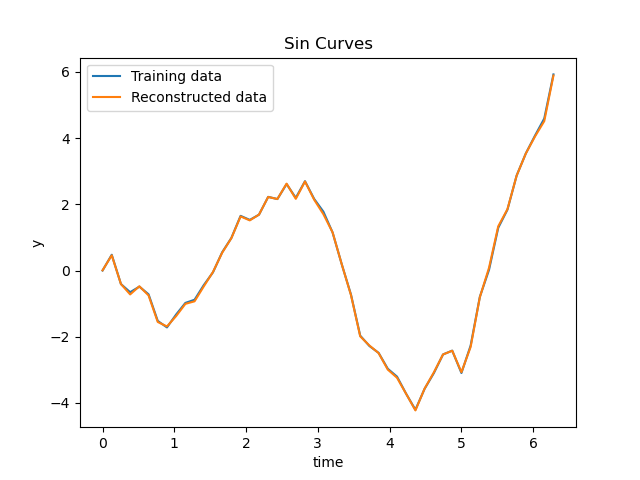 Sin Curves
Training data
Reconstructed data
6
4
2
0
−2
−4
y
0 1 2 3 4 5 6
time